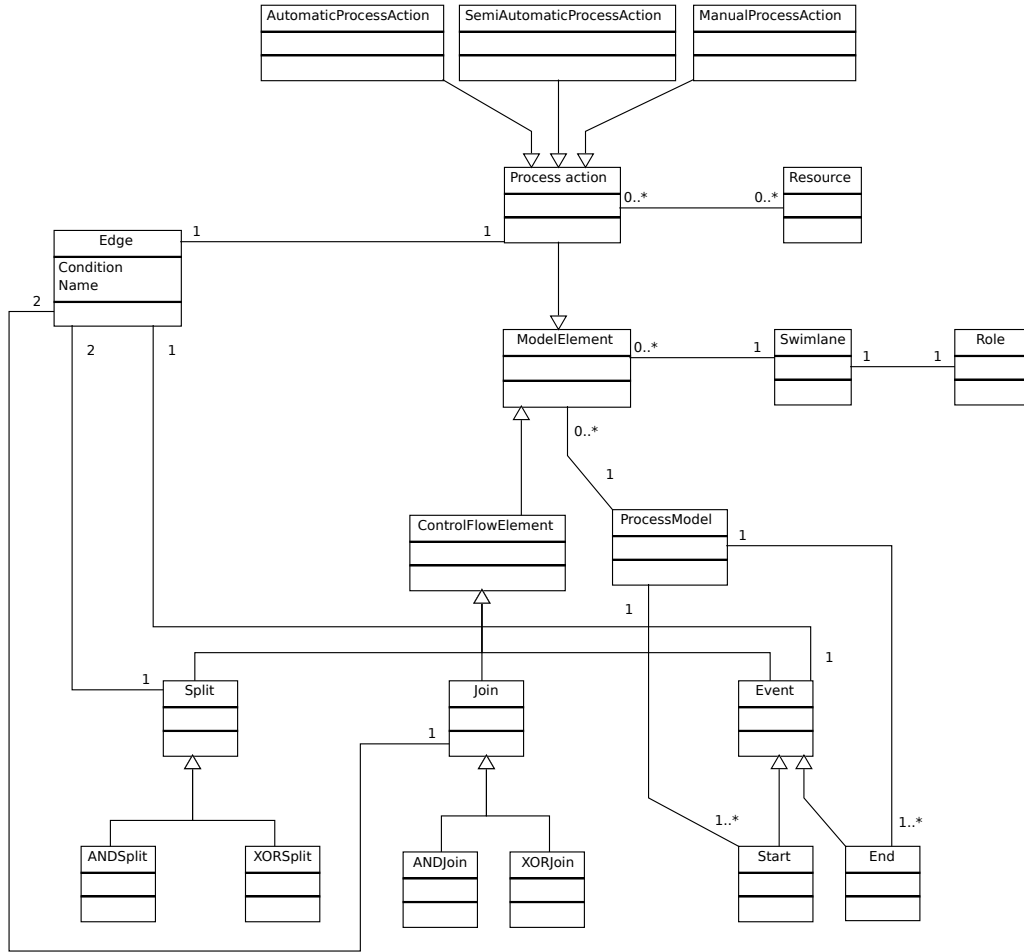 AutomaticProcessAction
SemiAutomaticProcessAction
ManualProcessAction
Process action
Resource
0..*
0..*
Edge
1
1
Condition
Name
2
2
1
ModelElement
0..*
1
Swimlane
1
1
Role
0..*
1
ControlFlowElement
ProcessModel
1
1
1
1
Split
Join
Event
1
1..*
1..*
ANDSplit
XORSplit
ANDJoin
XORJoin
Start
End